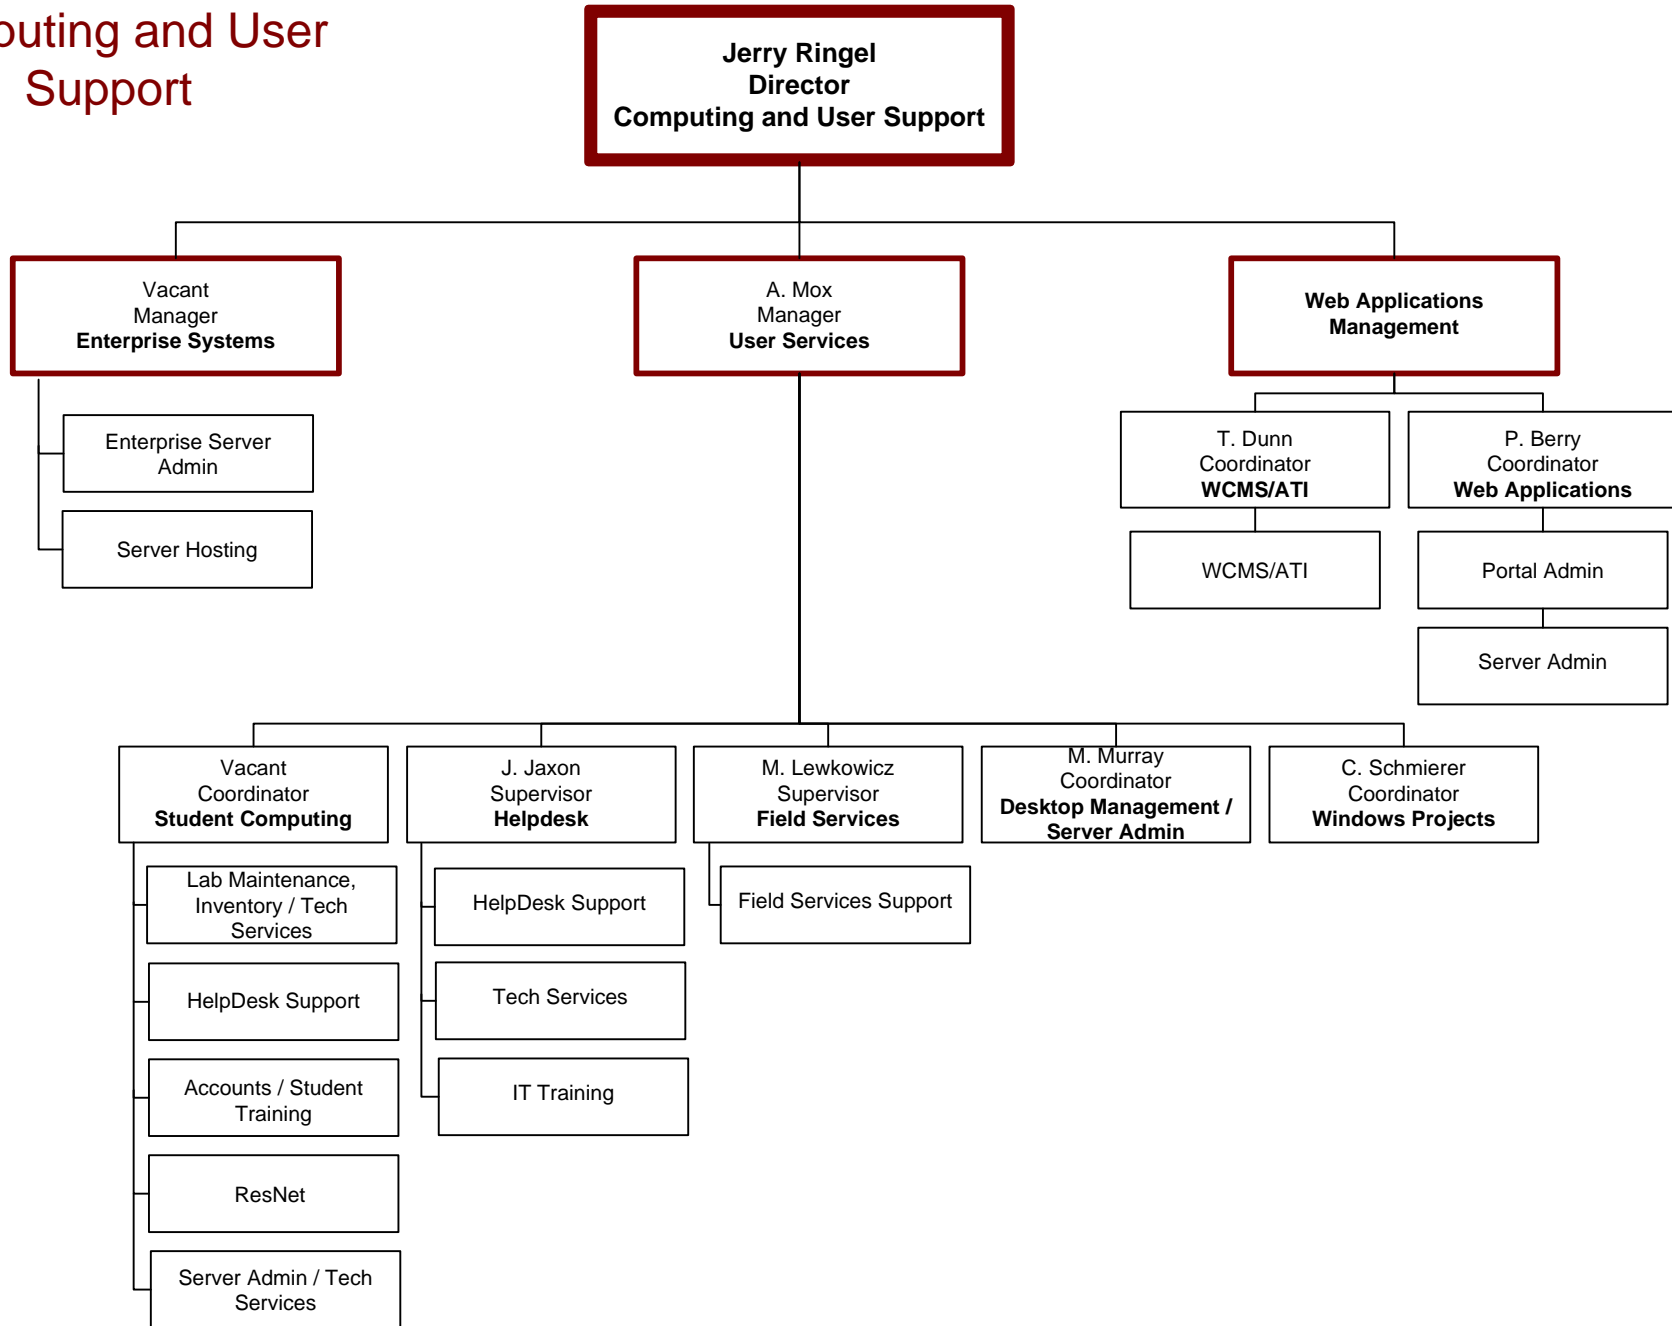 outing and User
Support
Jerry Ringel
Director
Computing and User Support
Vacant
Manager
Enterprise Systems
A. Mox
Manager
User Services
Web Applications
Management
Enterprise Server
Admin
Server Hosting
T. Dunn
Coordinator
WCMS/ATI
P. Berry
Coordinator
Web Applications
WCMS/ATI
Portal Admin
Server Admin
Vacant
Coordinator
Student Computing
J. Jaxon
Supervisor
Helpdesk
M. Lewkowicz
Supervisor
Field Services
M. Murray
Coordinator
Desktop Management /
Server Admin
C. Schmierer
Coordinator
Windows Projects
Lab Maintenance,
Inventory / Tech
Services
HelpDesk Support
Accounts / Student
Training
ResNet
Server Admin / Tech
Services
HelpDesk Support
Tech Services
IT Training
Field Services Support